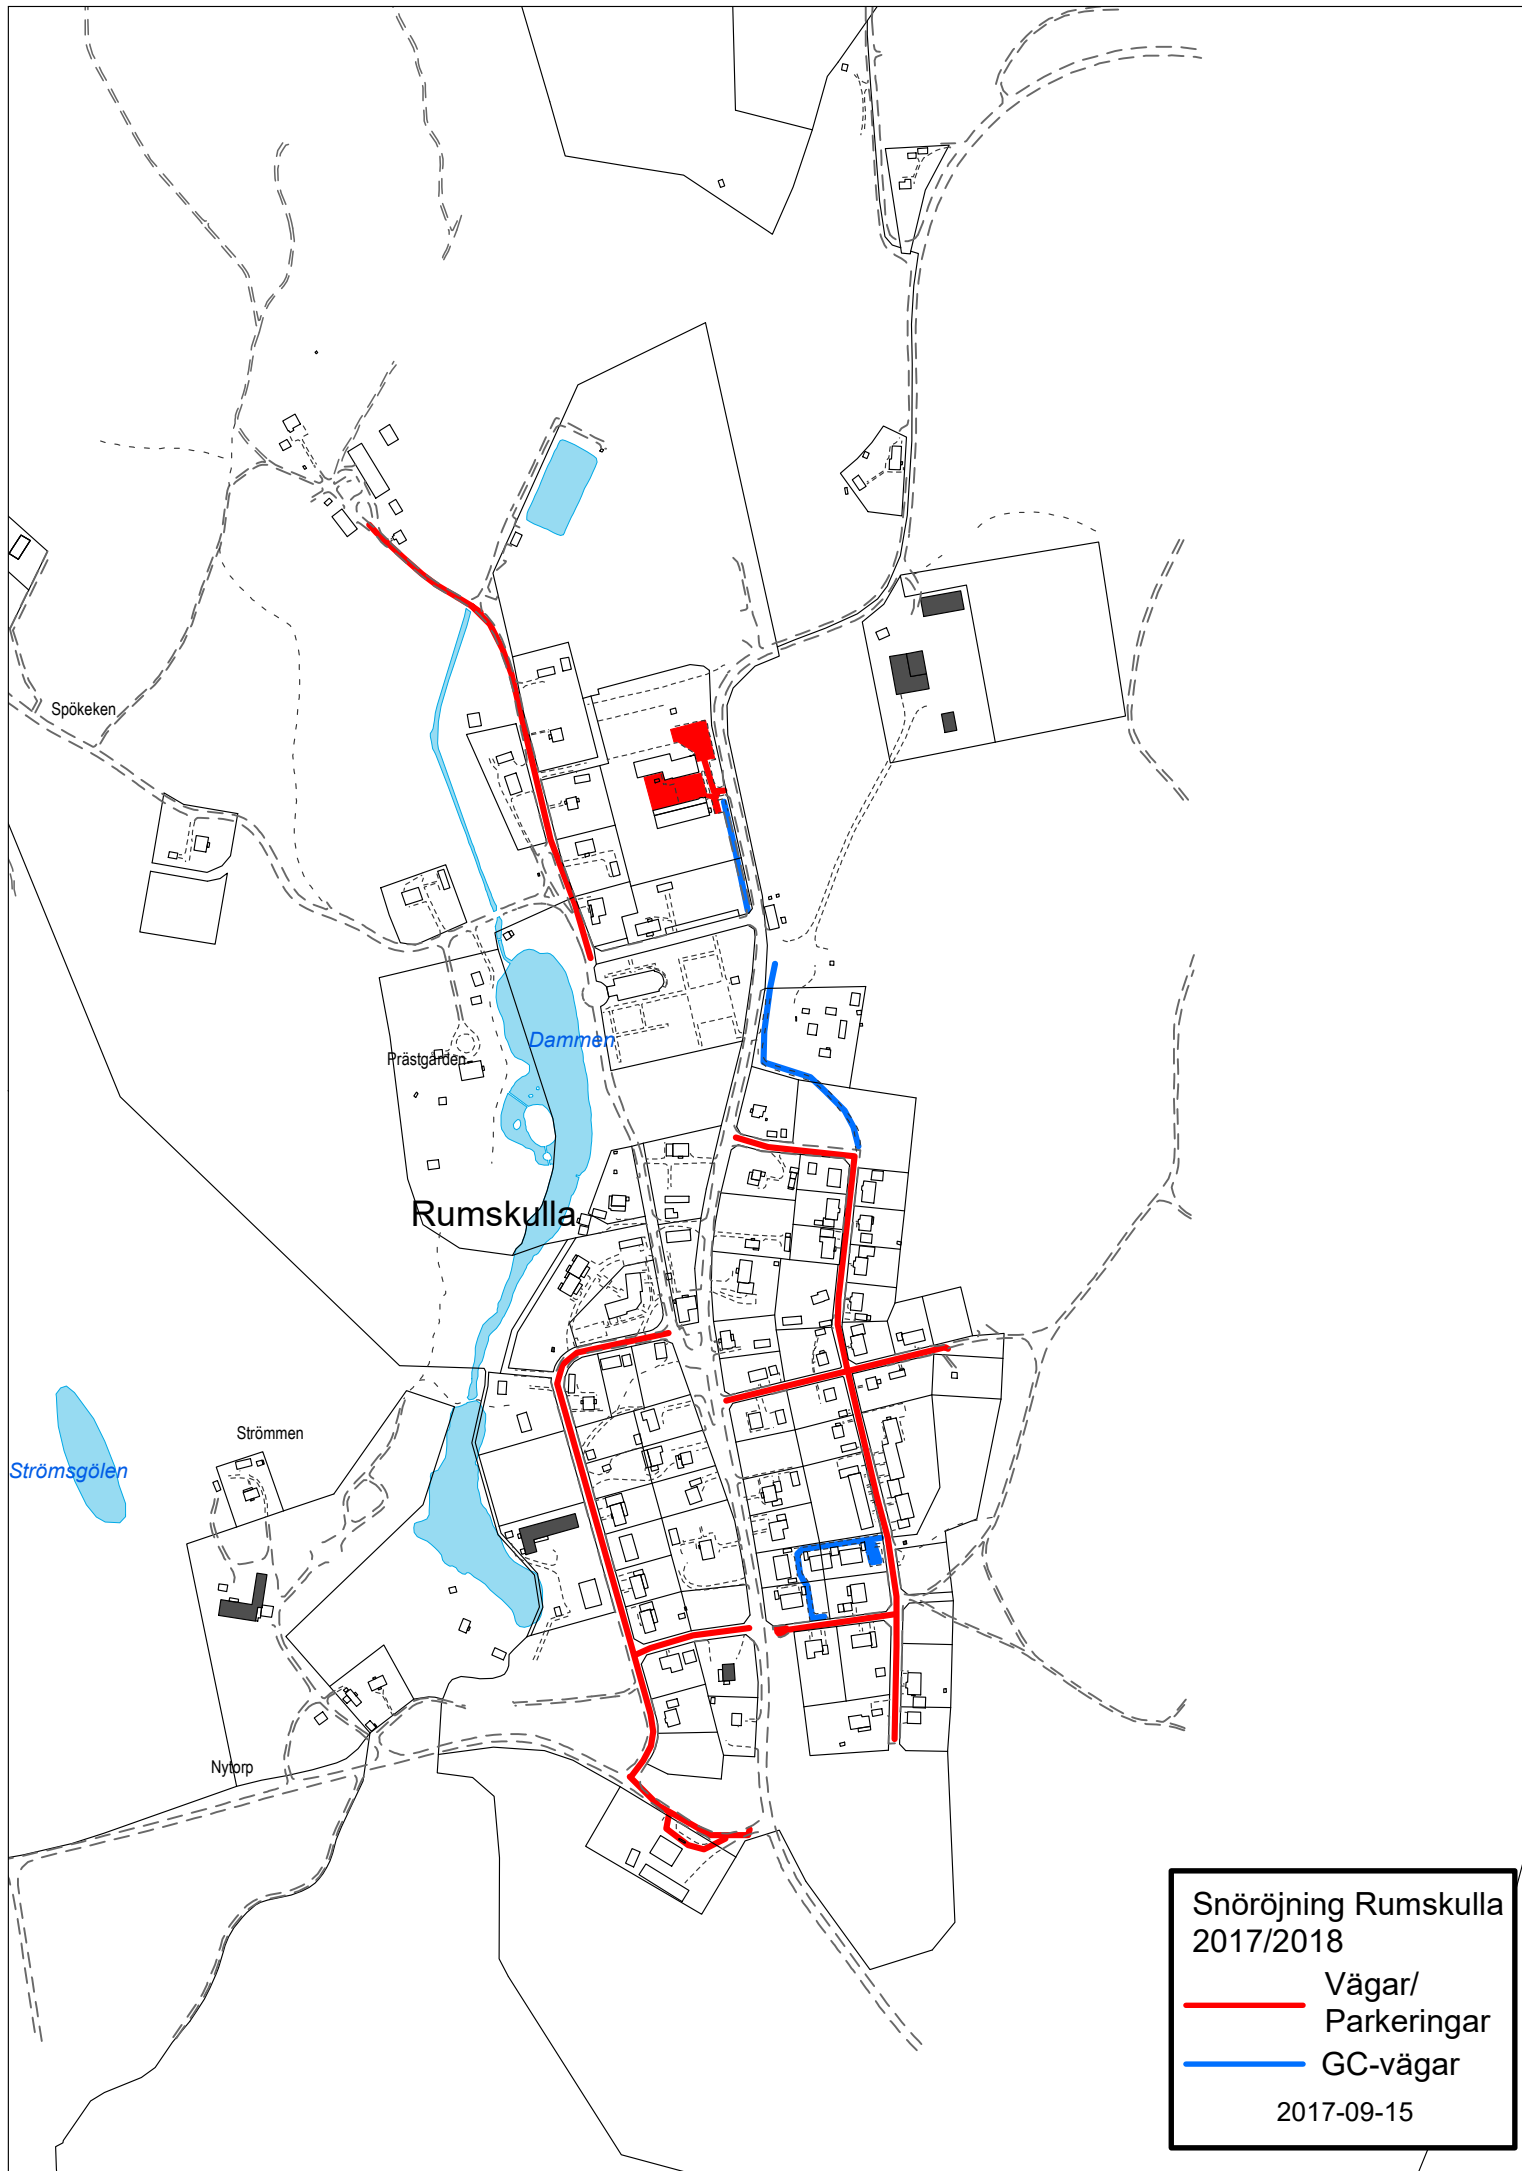 Spökeken
Dammen
Prästgården
Rumskulla
Strömmen
Strömsgölen
Nytorp
Snöröjning Rumskulla
2017/2018
Vägar/
Parkeringar
GC-vägar
2017-09-15